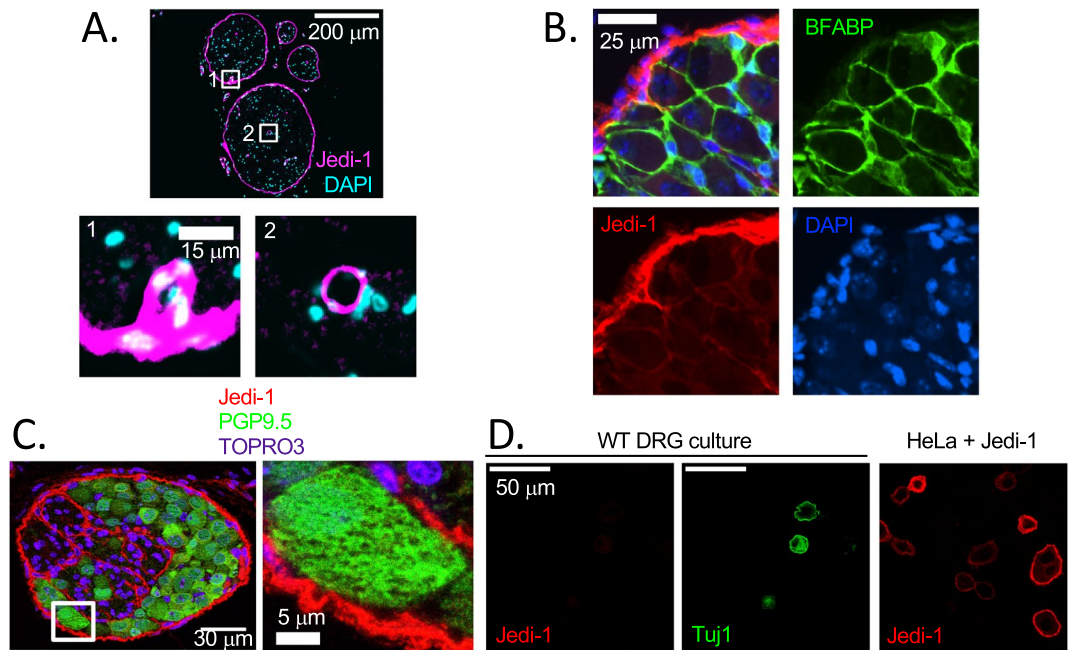 A.
200 μm
1
2
Jedi-1
DAPI
1
15 μm
2
B.
25 μm
BFABP
Jedi-1
DAPI
Jedi-1
PGP9.5
TOPRO3
C.
30 μm
5 μm
D.
WT DRG culture
HeLa + Jedi-1
50 μm
Jedi-1
Tuj1
Jedi-1